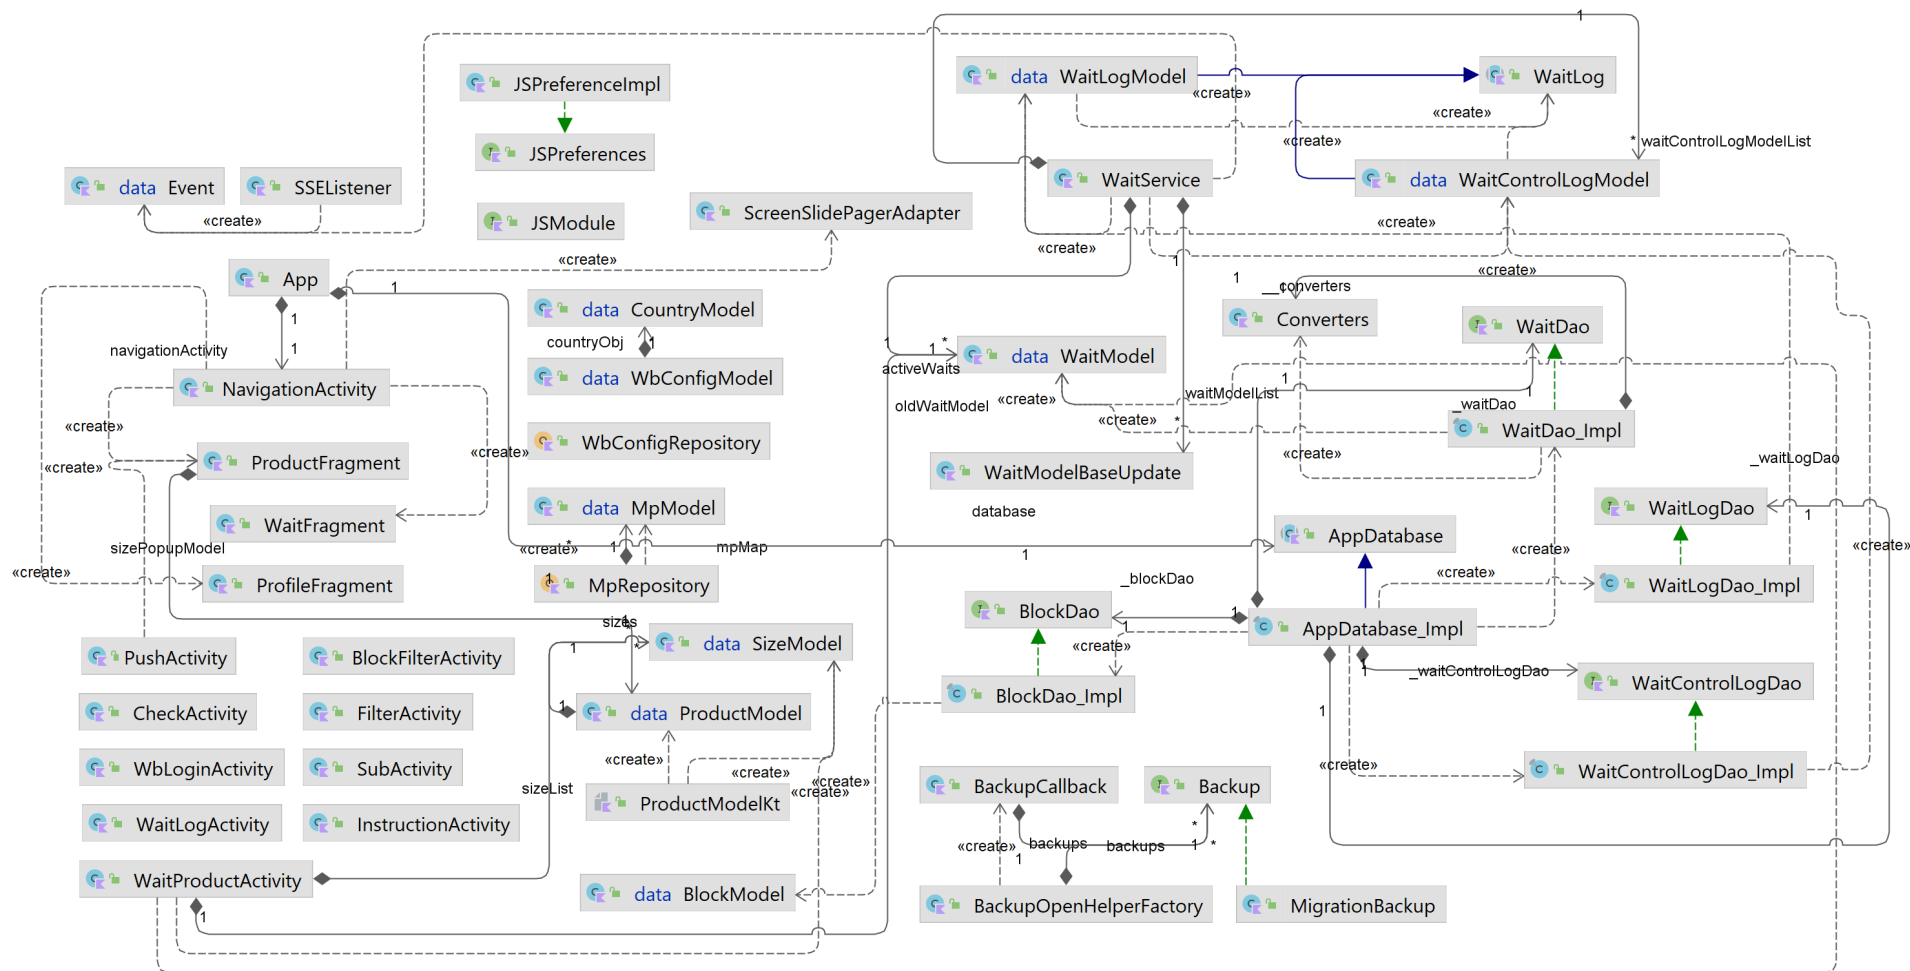 1
JSPreferenceImpl
data WaitLogModel
WaitLog
«create»
«create»
JSPreferences
«create»
* waitControlLogModelList
data Event
SSEListener
WaitService
data WaitControlLogModel
«create»
JSModule
ScreenSlidePagerAdapter
«create»
«create»
«create»
1
«create»
App
1
1
__converters
data CountryModel
Converters
WaitDao
1
countryObj
1
1
1 *
data WaitModel
navigationActivity
1
activeWaits
NavigationActivity
data WbConfigModel
1
1
waitModelList
«create»
oldWaitModel
_waitDao
«create»
«create»
*
WbConfigRepository
WaitDao_Impl
«create»
«create»
ProductFragment
«create»
WaitModelBaseUpdate
_waitLogDao
data MpModel
WaitLogDao
WaitFragment
database
1
AppDatabase
sizePopupModel
«create»
*
1
mpMap
1
«create»
«create»
«create»
1
ProfileFragment
MpRepository
_blockDao
«create»
WaitLogDao_Impl
BlockDao
1
sizes
1
1
AppDatabase_Impl
PushActivity
BlockFilterActivity
1
*
data SizeModel
«create»
1
_waitControlLogDao
WaitControlLogDao
BlockDao_Impl
CheckActivity
FilterActivity
1
data ProductModel
1
«create»
WbLoginActivity
SubActivity
«create»
«create»
«create»
WaitControlLogDao_Impl
sizeList
«create»
BackupCallback
Backup
ProductModelKt
WaitLogActivity
InstructionActivity
*
«create»
1
backups
backups
1
*
WaitProductActivity
data BlockModel
1
BackupOpenHelperFactory
MigrationBackup